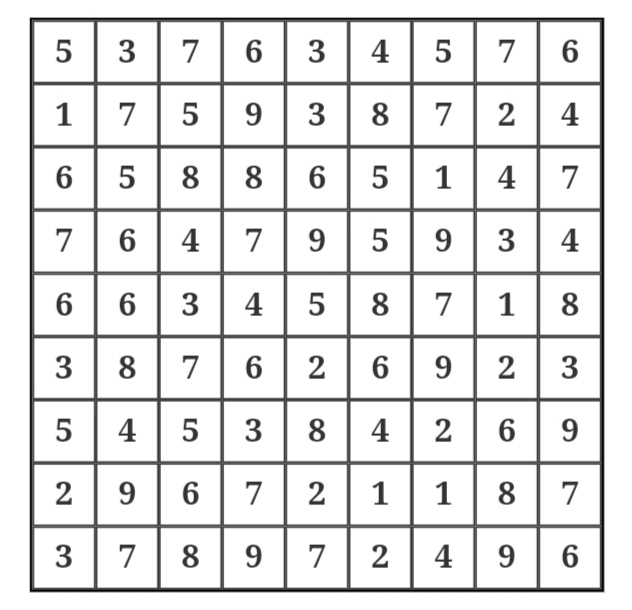 5 3 7 6 3 4 5 7 6
1 7 5 9 3 8 7 2 4
6 5 8 8 6 5 1 4 7
7 6 4 7 9 5 9 3 4
6 6 3 4 5 8 7 1 8
3 8 7 6 2 6 9 2 3
5 4 5 3 8 4 2 6 9
2 9 6 7 2 1 1 8 7
3 7 8 9 7 2 4 9 6